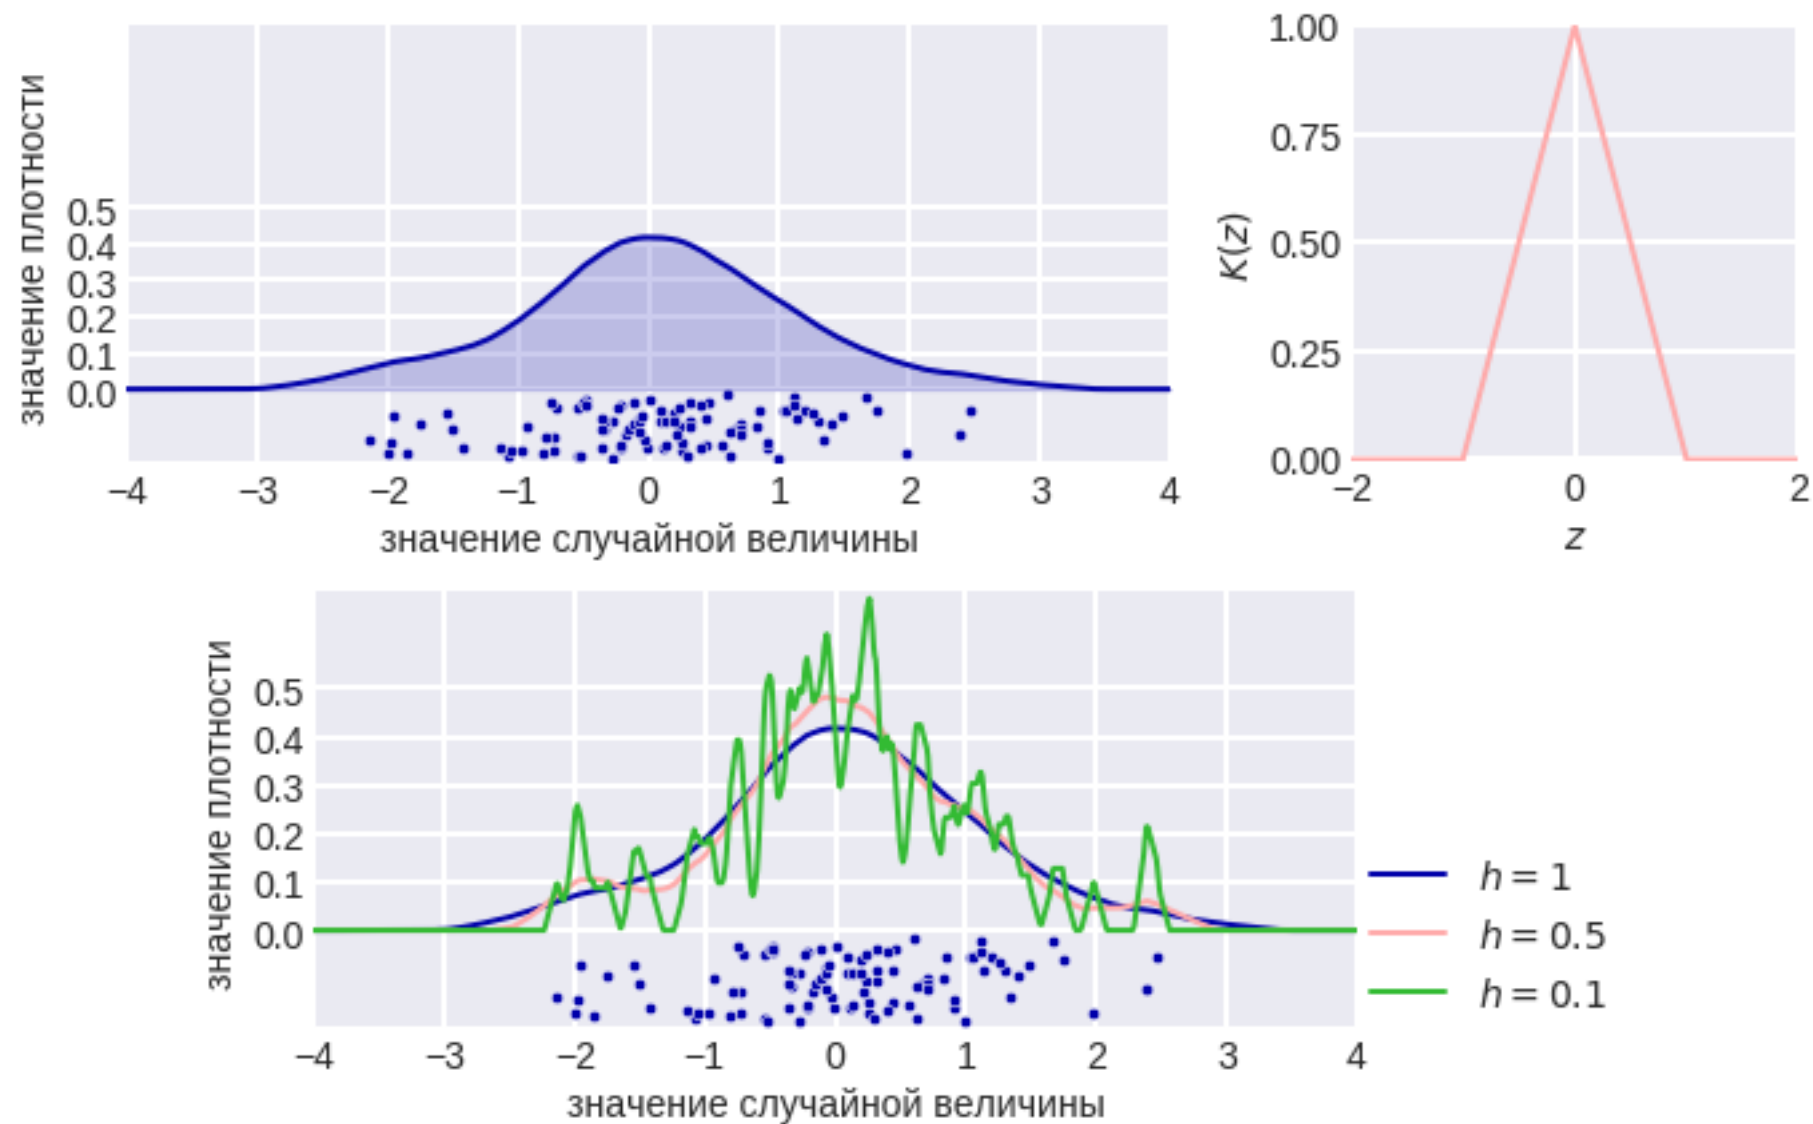 значение плотности
0.5
0.4
0.3
0.2
0.1
0.0
−4 −3 −2 −1 0 1 2 3 4
значение случайной величины
K(z)
1.00
0.75
0.50
0.25
0.00
−2 0 2
z
значение плотности
0.5
0.4
0.3
0.2
0.1
0.0
−4 −3 −2 −1 0 1 2 3 4
значение случайной величины
h = 1
h = 0.5
h = 0.1